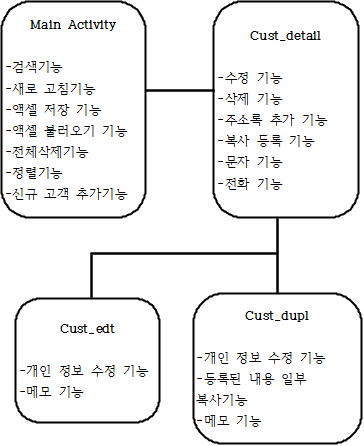 Main Activity
-검색기능
-새로 고침기능
-액셀 저장 기능
-액셀 불러오기 기능
-전체삭제기능
-정렬기능
-신규 고객 추가기능
Cust_detail
-수정 기능
-삭제 기능
-주소록 추가 기능
-복사 등록 기능
-문자 기능
-전화 기능
Cust_edt
-개인 정보 수정 기능
-메모 기능
Cust_dupl
-개인 정보 수정 기능
-등록된 내용 일부
복사기능
-메모 기능